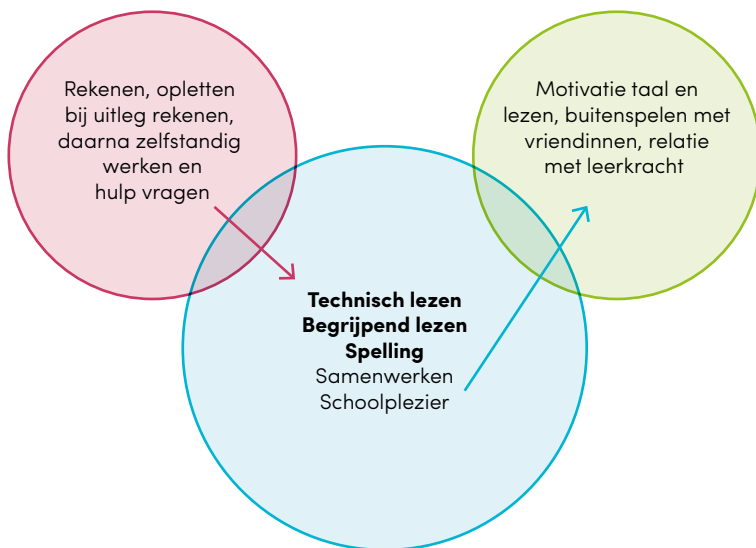 Rekenen, opletten
bij uitleg rekenen,
daarna zelfstandig
werken en
hulp vragen
Motivatie taal en
lezen, buitenspelen met
vriendinnen, relatie
met leerkracht
Technisch lezen
Begrijpend lezen
Spelling
Samenwerken
Schoolplezier